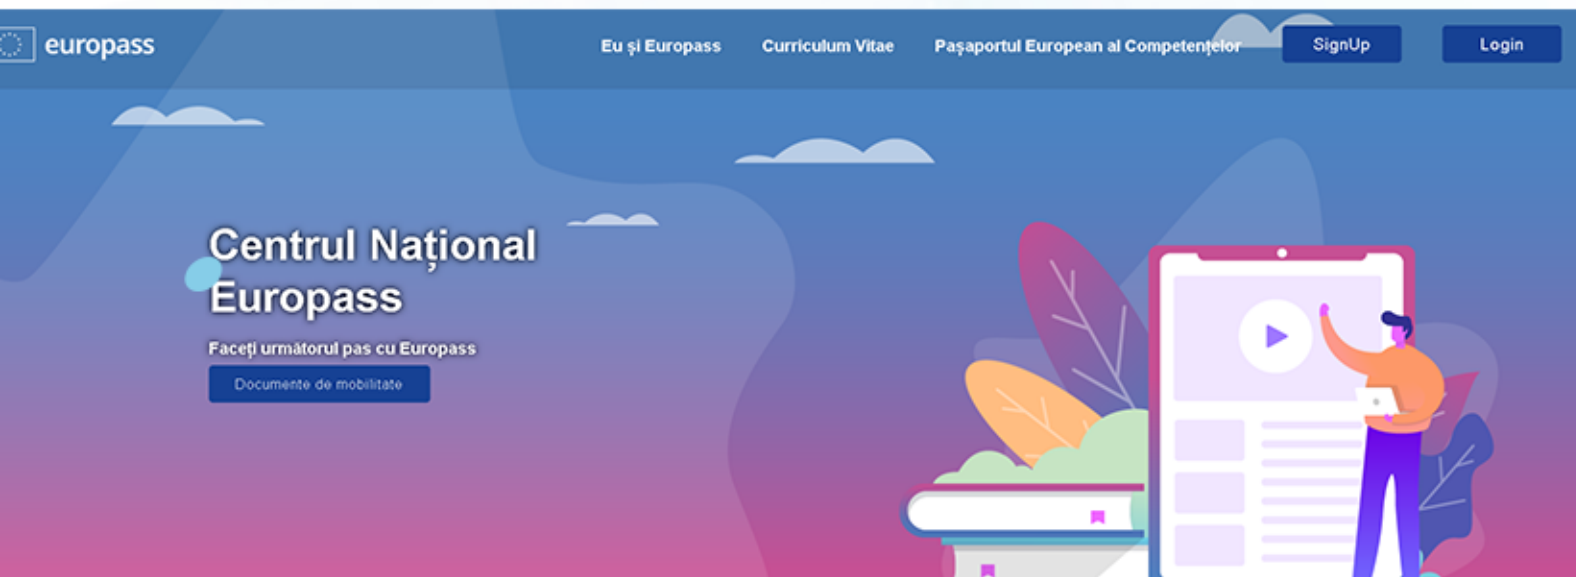 europass
Eu și Europass
Curriculum Vitae
Pașaportul European al Competențelor
SignUp
Login
Centrul Național
Europass
Faceți următorul pas cu Europass
Documente de mobilitate